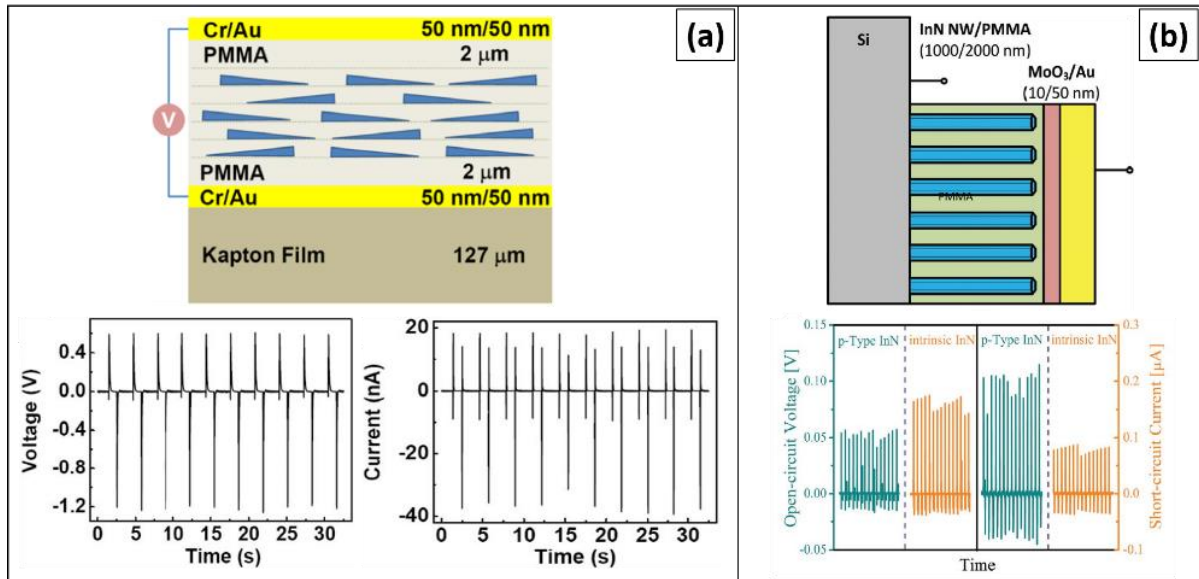 (a)
Cr/Au 50 nm/50 nm
PMMA 2 μm
V
PMMA 2 μm
Cr/Au 50 nm/50 nm
Kapton Film 127 μm
Voltage (V)
0.4
0.0
-0.4
-0.8
-1.2
0 5 10 15 20 25 30
Time (s)
Current (nA)
20
0
-20
-40
0 5 10 15 20 25 30
Time (s)
(b)
Si
InN NW/PMMA
(1000/2000 nm)
MoO₃/Au
(10/50 nm)
PMMA
Open-circuit Voltage [V]
0.15
0.10
0.05
0.00
-0.05
p-Type InN intrinsic InN p-Type InN intrinsic InN
0.3
0.2
0.1
0.0
-0.1
Short-circuit Current [μA]
Time